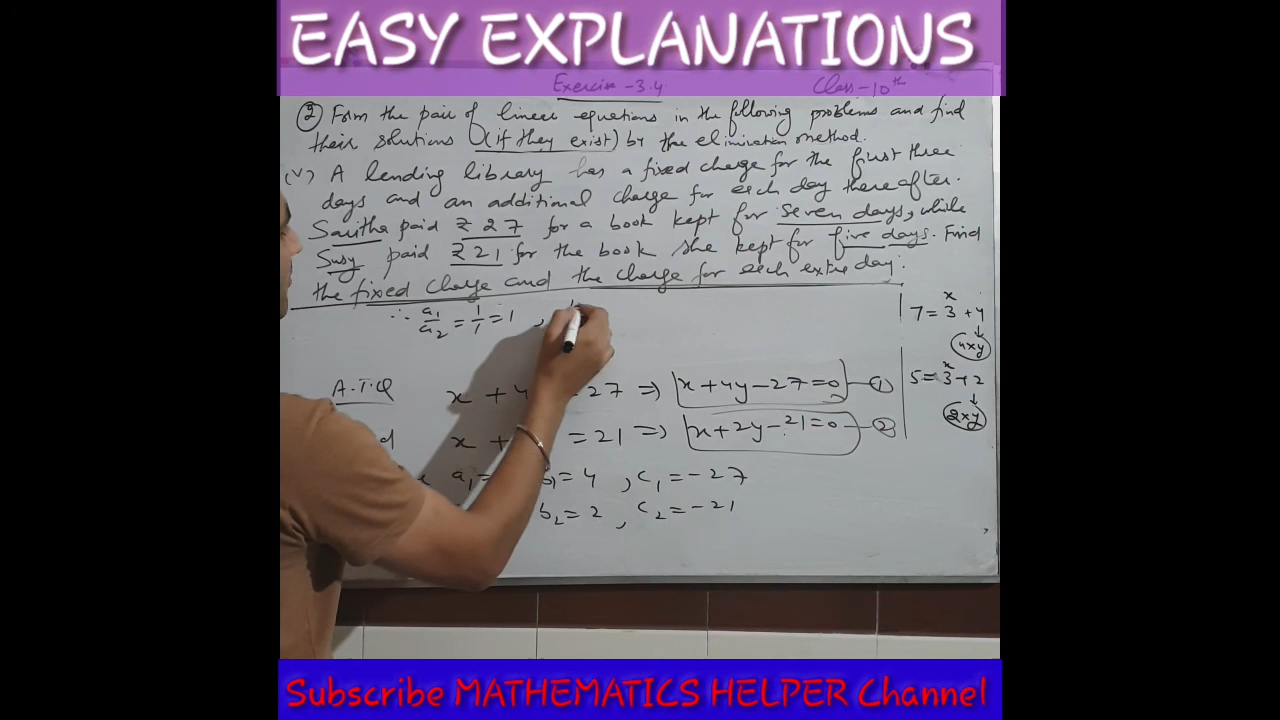 EASY EXPLANATIONS
Exercise -3.4 Class-10th
② Form the pair of linear equations in the following problems and find
their solutions (if they exist) by the elimination method.
(V) A lending library has a fixed charge for the first three
days and an additional charge for each day thereafter.
Saritha paid ₹ 27 for a book kept for seven days, while
Susy paid ₹ 21 for the book she kept for five days. Find
the fixed charge and the charge for each extra day.
∴ a₁/a₂ = 1/1 = 1 ,
7 = 3 + 4
x
4xy
A.T.Q x + 4 27 ⇒ x + 4y - 27 = 0 - ①
5 = 3 + 2
x
2xy
x + = 21 ⇒ x + 2y - 21 = 0 - ②
a₁ = b₁ = 4 , c₁ = -27
b₂ = 2 , c₂ = -21
Subscribe MATHEMATICS HELPER Channel